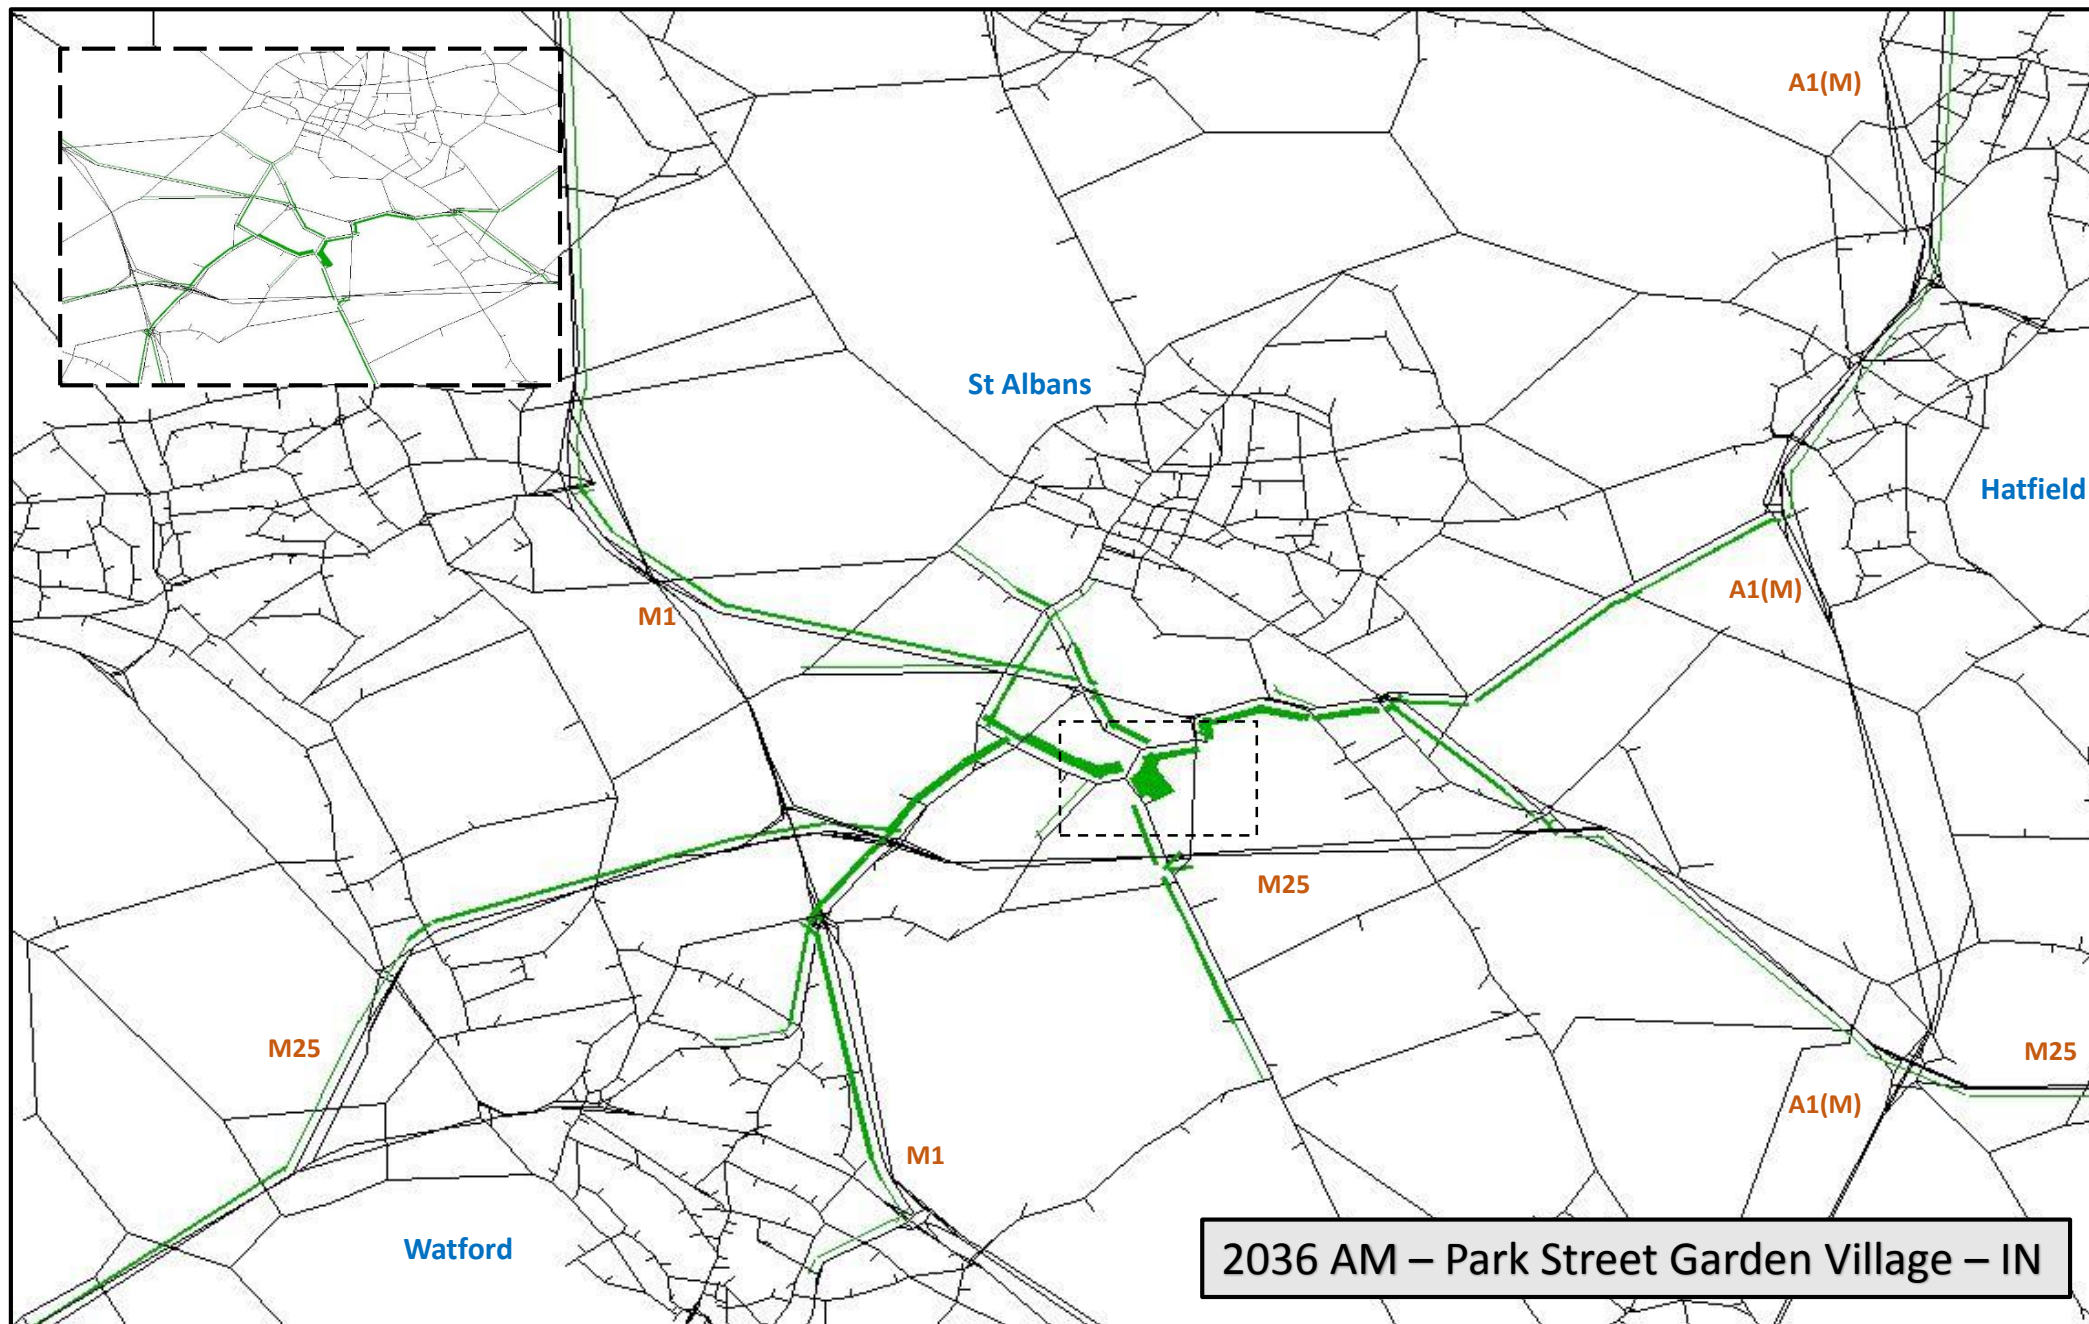 A1(M)
St Albans
Hatfield
M1
A1(M)
M25
M25
M25
A1(M)
M1
Watford
2036 AM – Park Street Garden Village – IN